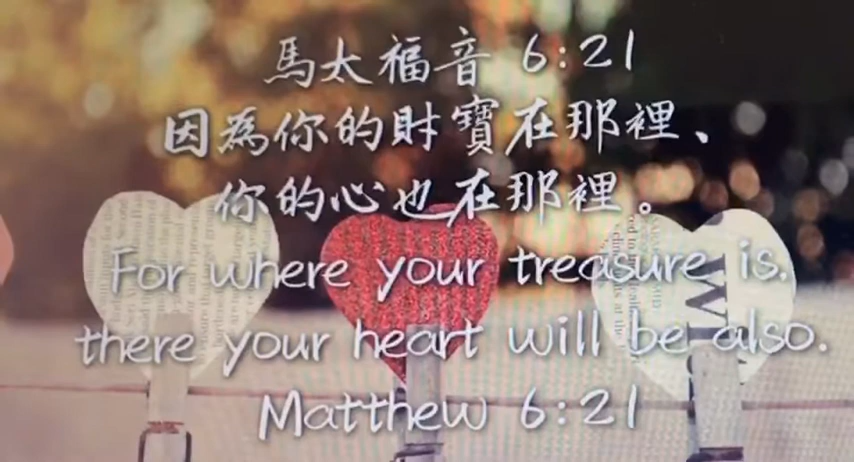 馬太福音 6:21
因為你的財寶在那裡、
你的心也在那裡。
For where your treasure is.
there your heart will be also.
Matthew 6:21